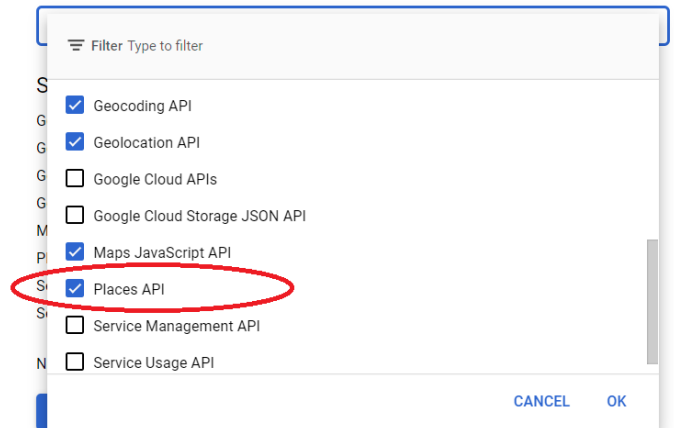 Filter Type to filter
Geocoding API
Geolocation API
Google Cloud APIs
Google Cloud Storage JSON API
Maps JavaScript API
Places API
Service Management API
Service Usage API
CANCEL OK